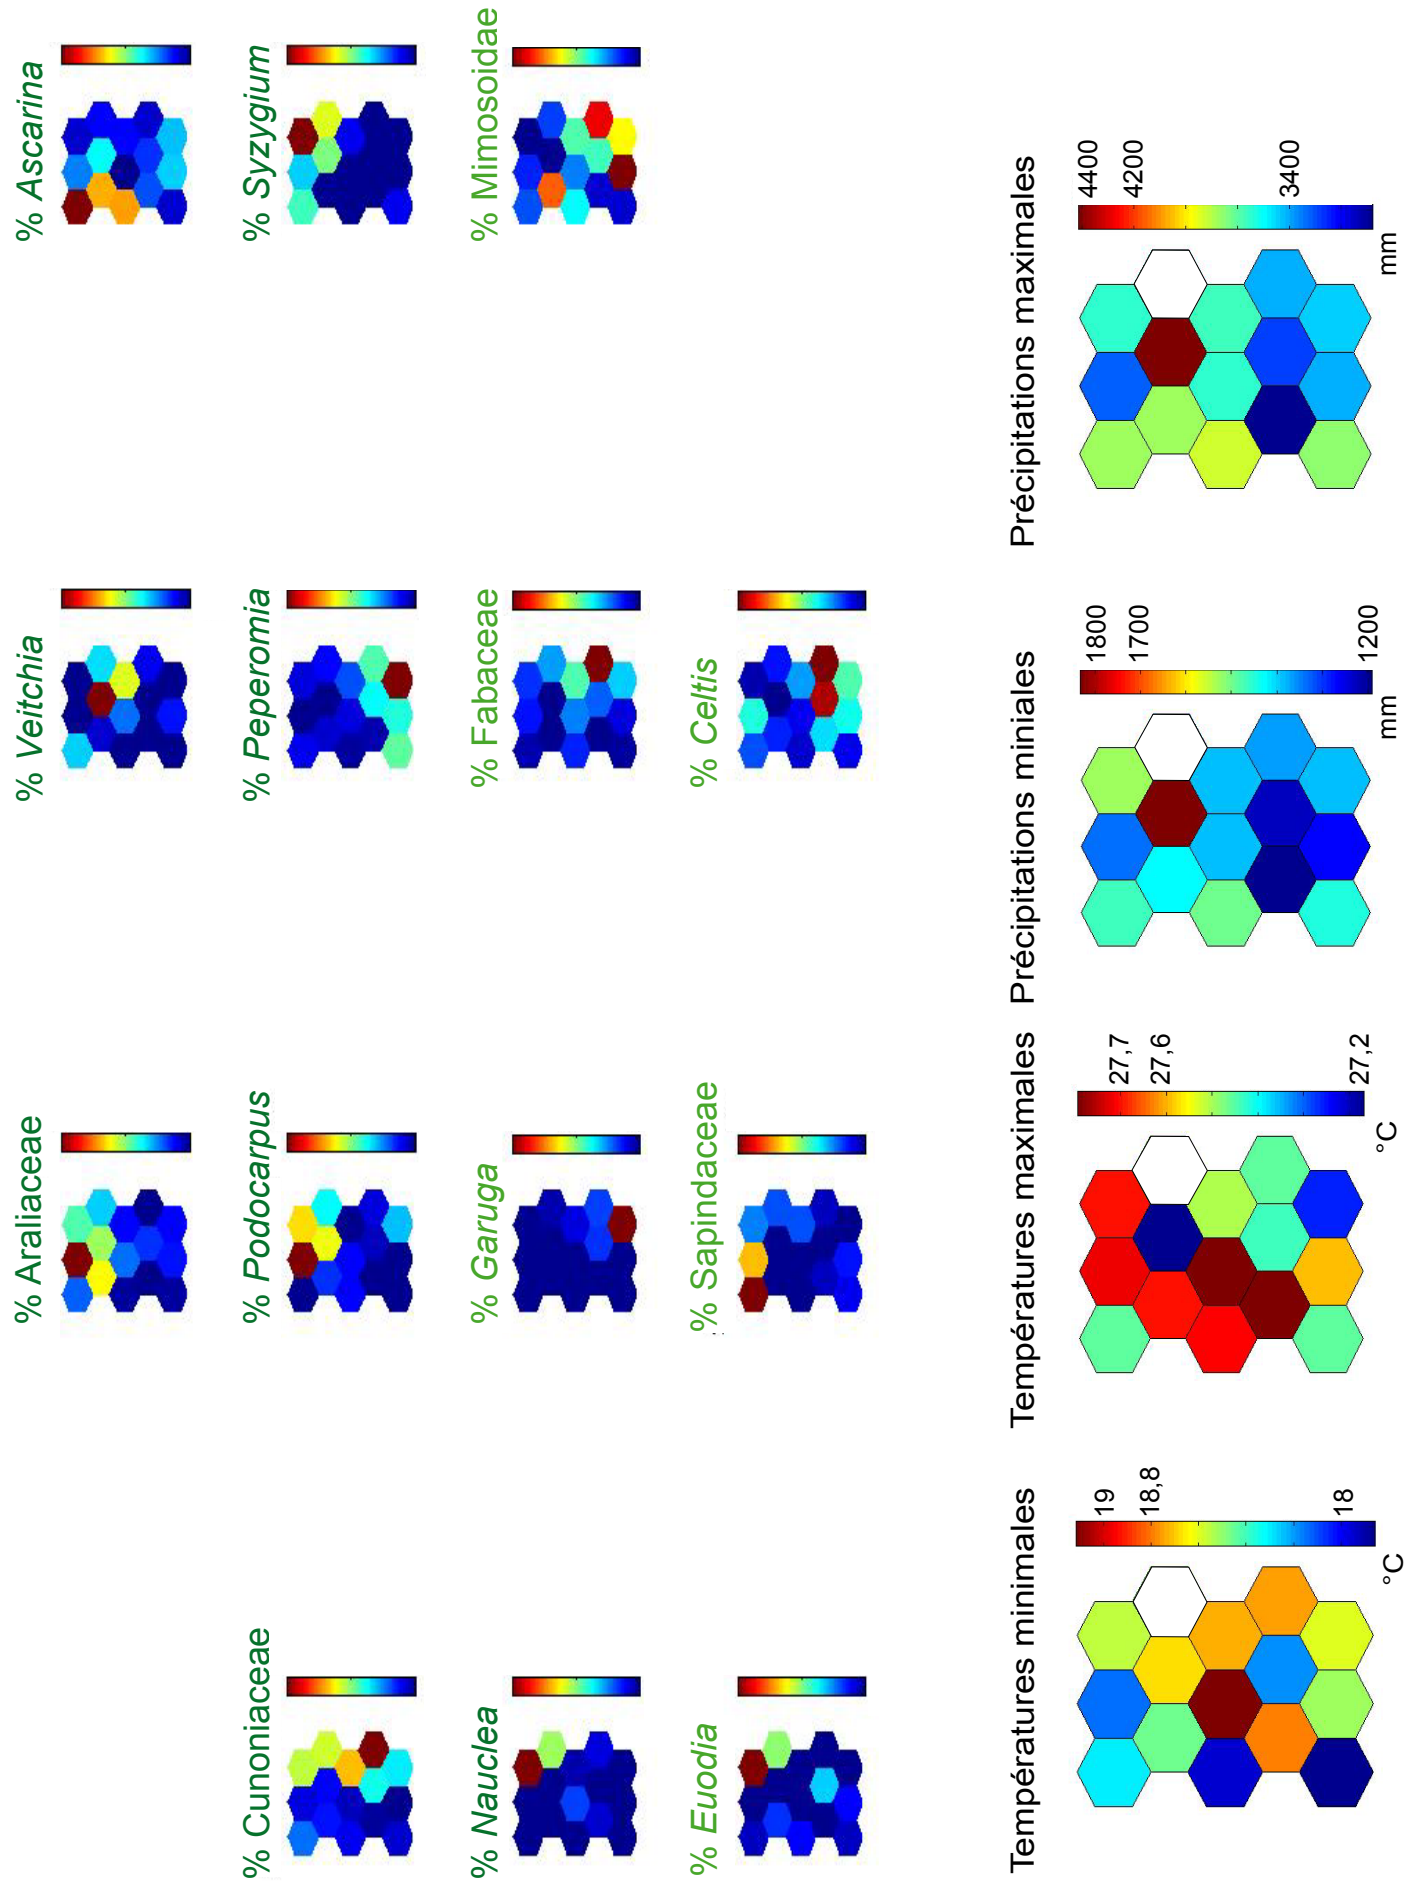 % Araliaceae
% Veitchia
% Ascarina
% Cunoniaceae
% Podocarpus
% Peperomia
% Syzygium
% Nauclea
% Garuga
% Fabaceae
% Mimosoidae
% Euodia
% Sapindaceae
% Celtis
Températures minimales
19
18,8
18
°C
Températures maximales
27,7
27,6
27,2
°C
Précipitations miniales
1800
1700
1200
mm
Précipitations maximales
4400
4200
3400
mm